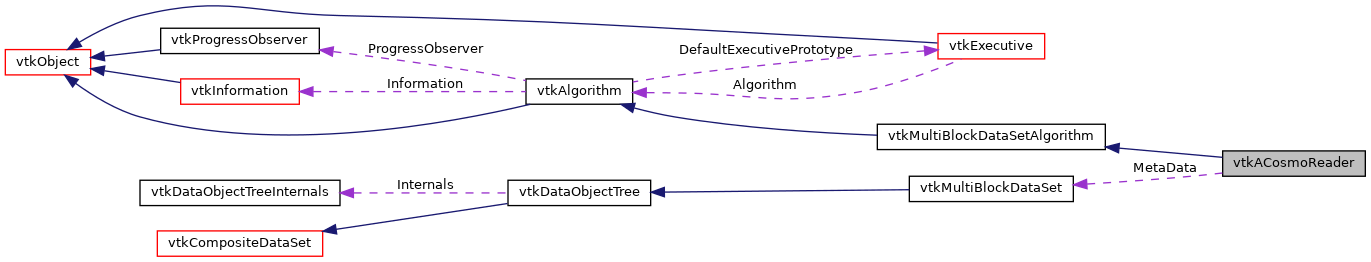 vtkProgressObserver
ProgressObserver
DefaultExecutivePrototype
vtkExecutive
vtkObject
vtkInformation
Information
vtkAlgorithm
Algorithm
vtkMultiBlockDataSetAlgorithm
vtkACosmoReader
MetaData
vtkDataObjectTreeInternals
Internals
vtkDataObjectTree
vtkMultiBlockDataSet
vtkCompositeDataSet